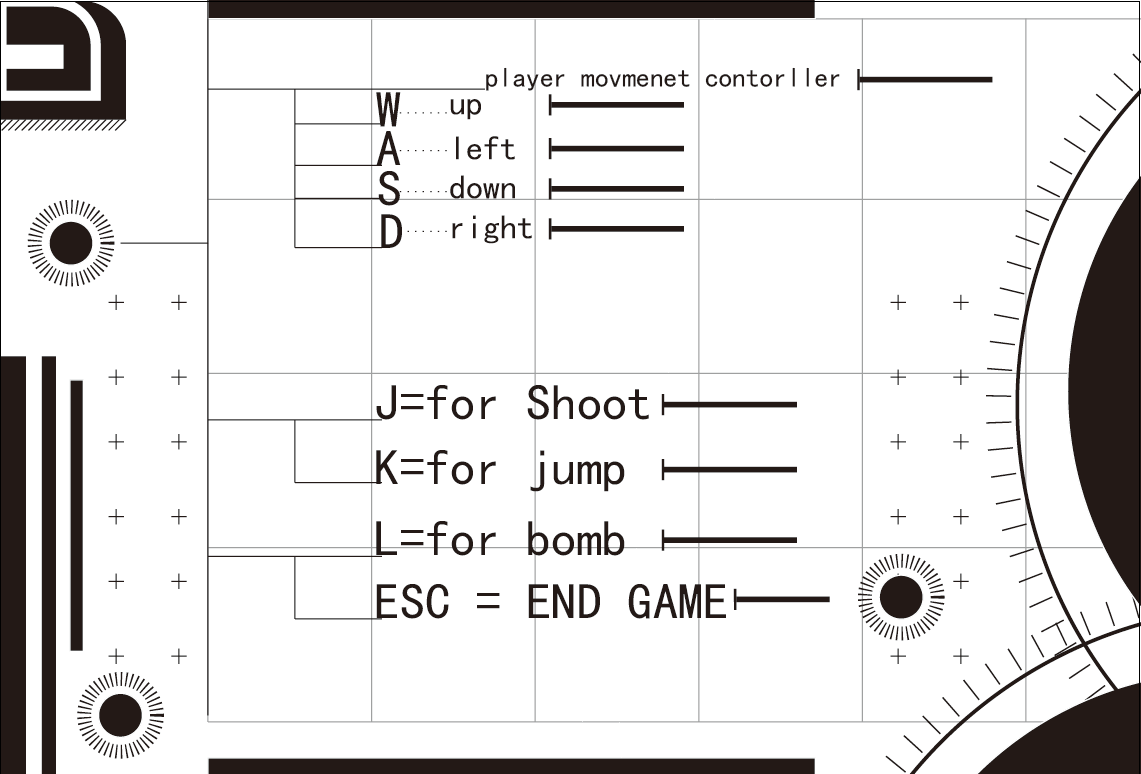 player movmenet contorller
W......up
A......left
S......down
D......right
J=for Shoot
K=for jump
L=for bomb
ESC = END GAME